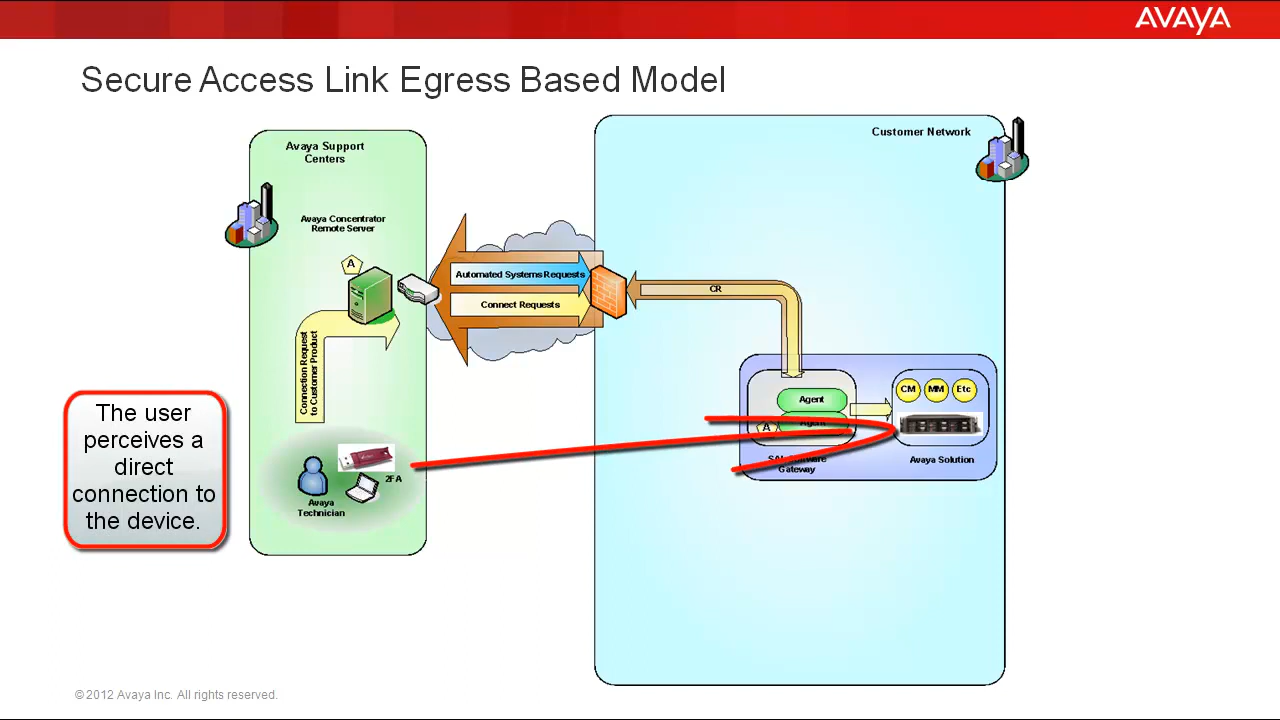 AVAYA
Secure Access Link Egress Based Model
Avaya Support
Centers
Customer Network
Avaya Concentrator
Remote Server
A
Automated Systems Requests
Connect Requests
CR
Connection Request
to Customer Product
The user
perceives a
direct
connection to
the device.
Agent
Agent
A
CM
MM
Etc
Gateway
Avaya Solution
2FA
Avaya
Technician
© 2012 Avaya Inc. All rights reserved.